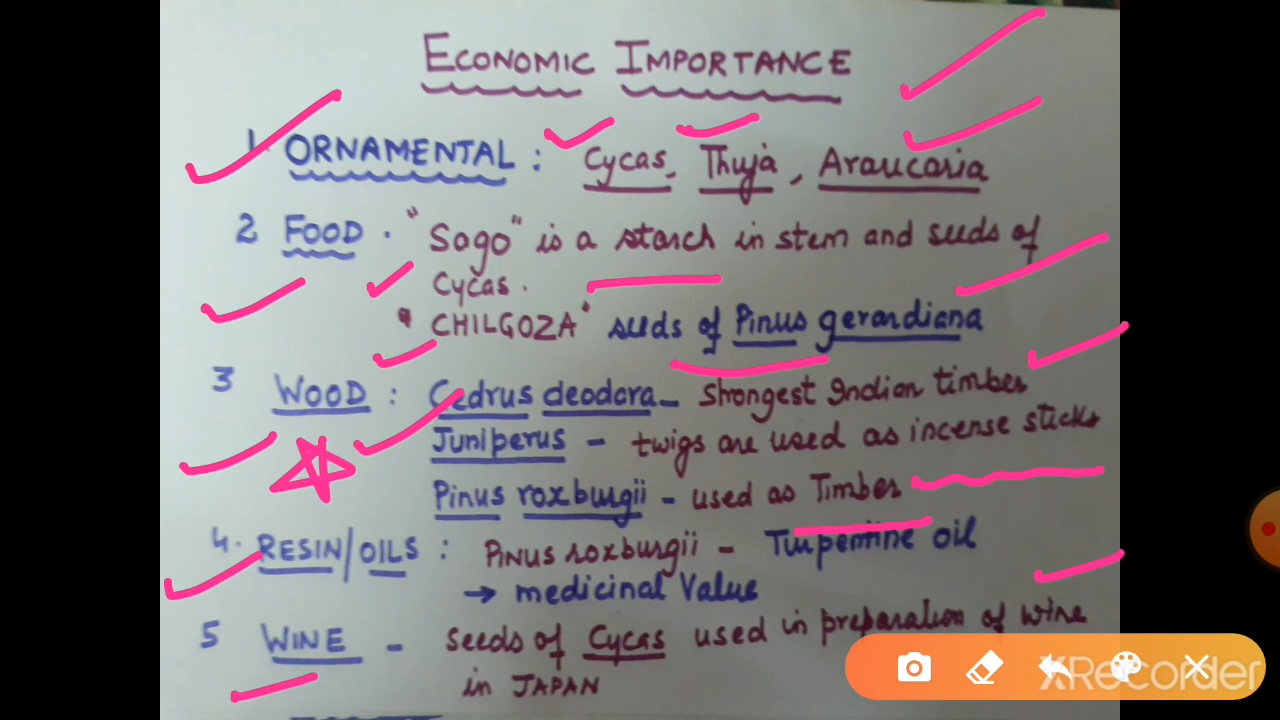 ECONOMIC IMPORTANCE
1. ORNAMENTAL : Cycas, Thuja, Araucaria
2 FOOD . "Sago" is a starch in stem and seeds of
Cycas.
"CHILGOZA" seeds of Pinus gerardiana
3 WOOD : Cedrus deodora - Strongest Indian timber
Juniperus - twigs are used as incense sticks
Pinus roxburgii - used as Timber
4. RESIN/OILS : Pinus roxburgii - Turpentine oil
→ medicinal Value
5 WINE - seeds of Cycas used in preparation of wine
in JAPAN
XRecorder